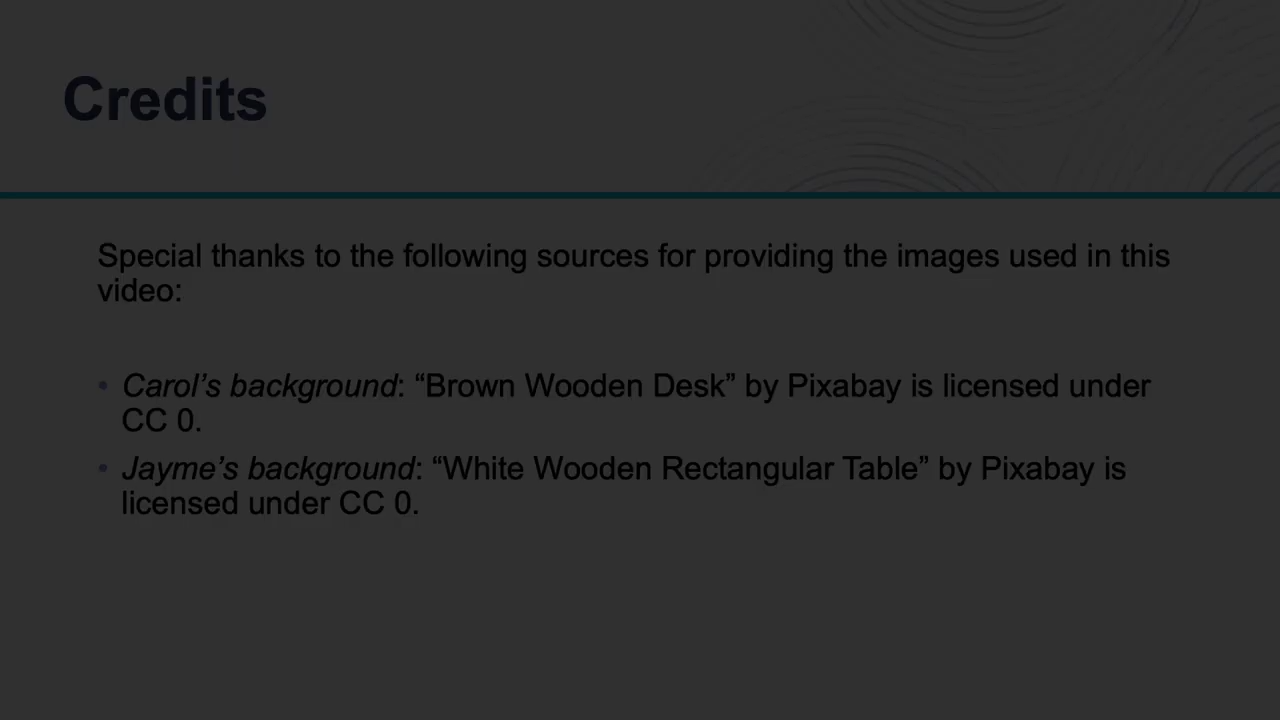 Credits
Special thanks to the following sources for providing the images used in this
video:
• Carol’s background: “Brown Wooden Desk” by Pixabay is licensed under
CC 0.
• Jayme’s background: “White Wooden Rectangular Table” by Pixabay is
licensed under CC 0.